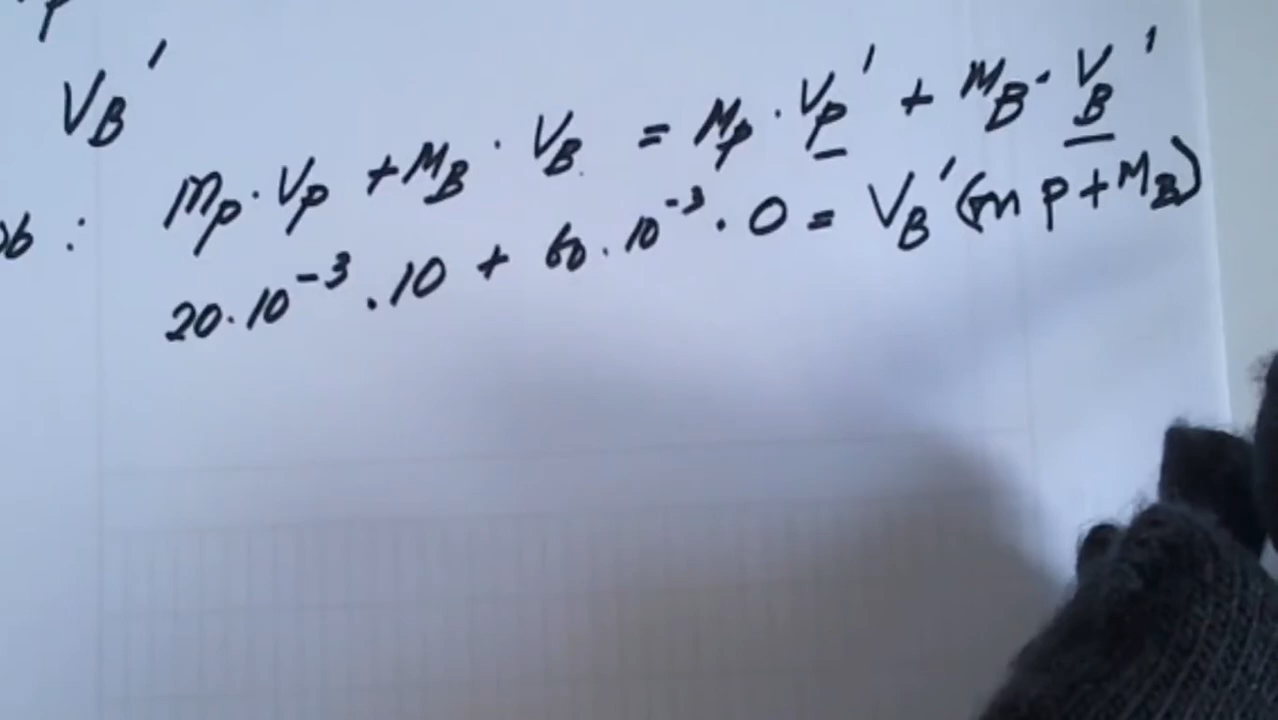 V_B'
m_p · V_p + M_B · V_B = M_p · V_p' + M_B · V_B'
ob :
20 · 10⁻³ · 10 + 60 · 10⁻³ · 0 = V_B' (m p + M_B)